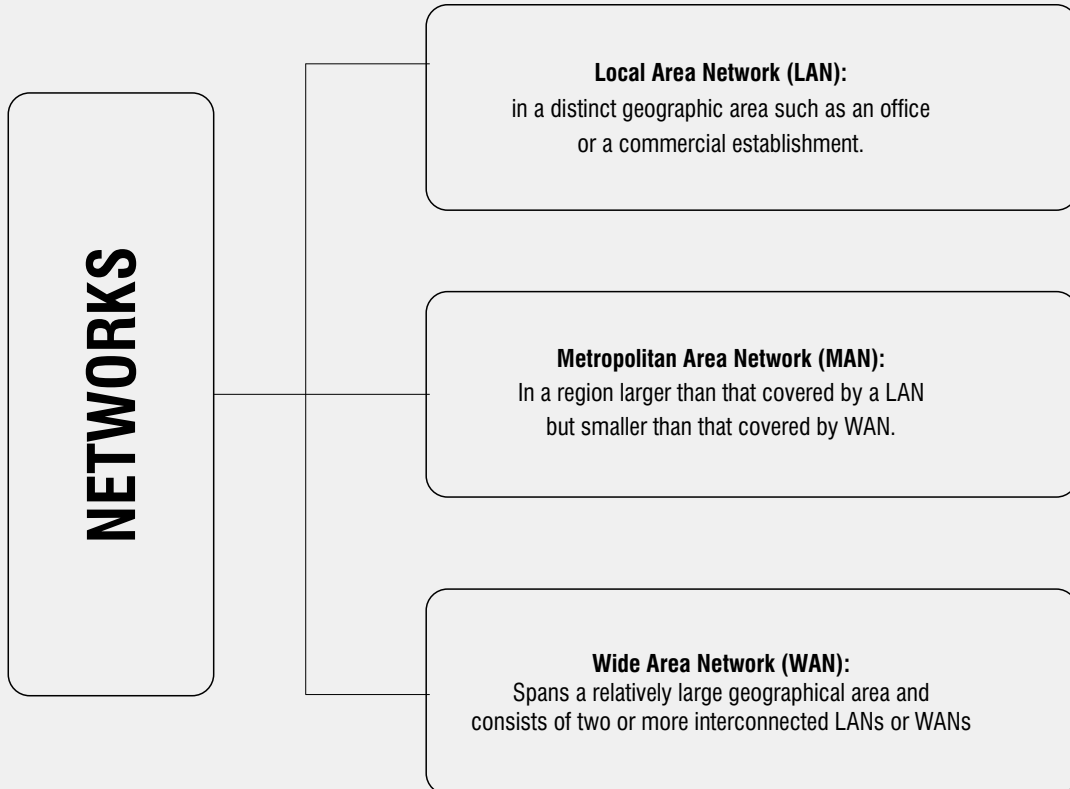 NETWORKS
Local Area Network (LAN):
in a distinct geographic area such as an office
or a commercial establishment.
Metropolitan Area Network (MAN):
In a region larger than that covered by a LAN
but smaller than that covered by WAN.
Wide Area Network (WAN):
Spans a relatively large geographical area and
consists of two or more interconnected LANs or WANs